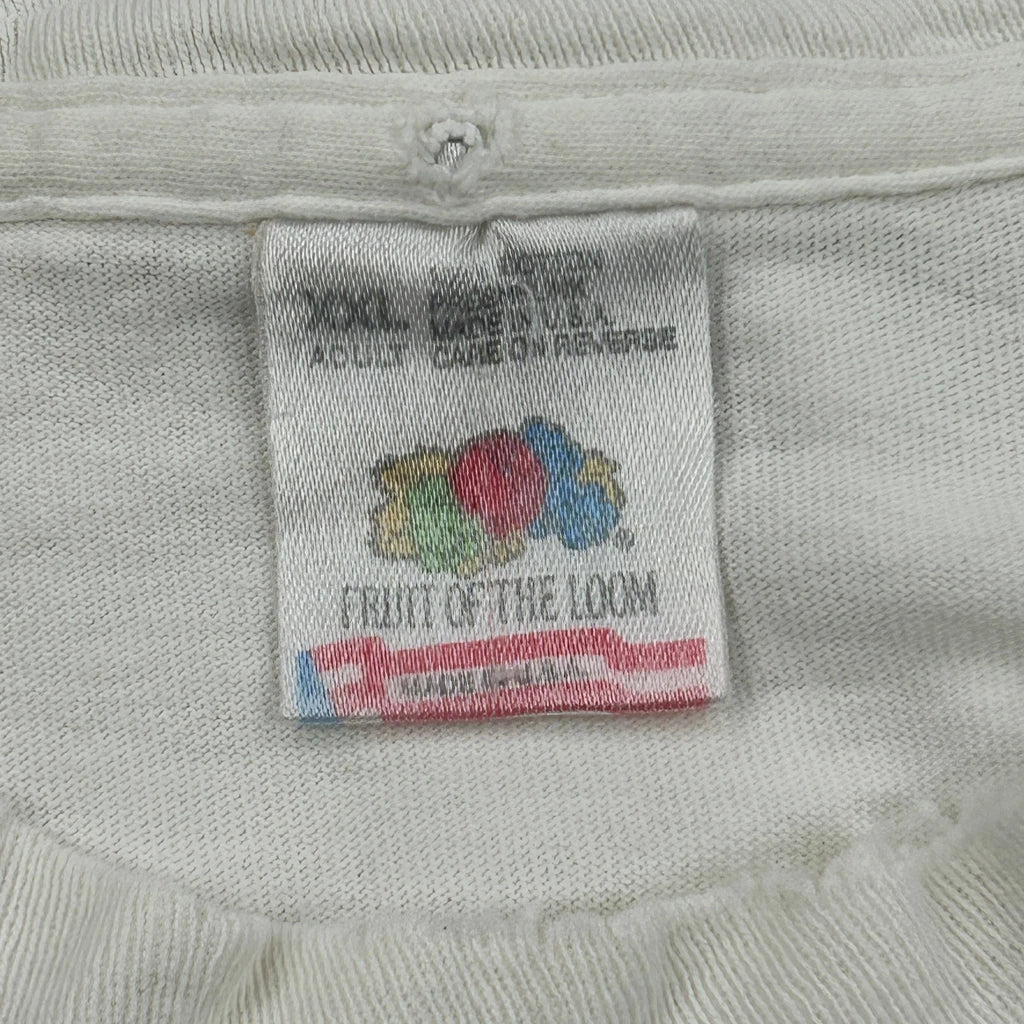 XXL
ADULT
MADE IN U.S.A.
CARE ON REVERSE
®
FRUIT OF THE LOOM
MADE IN U.S.A.